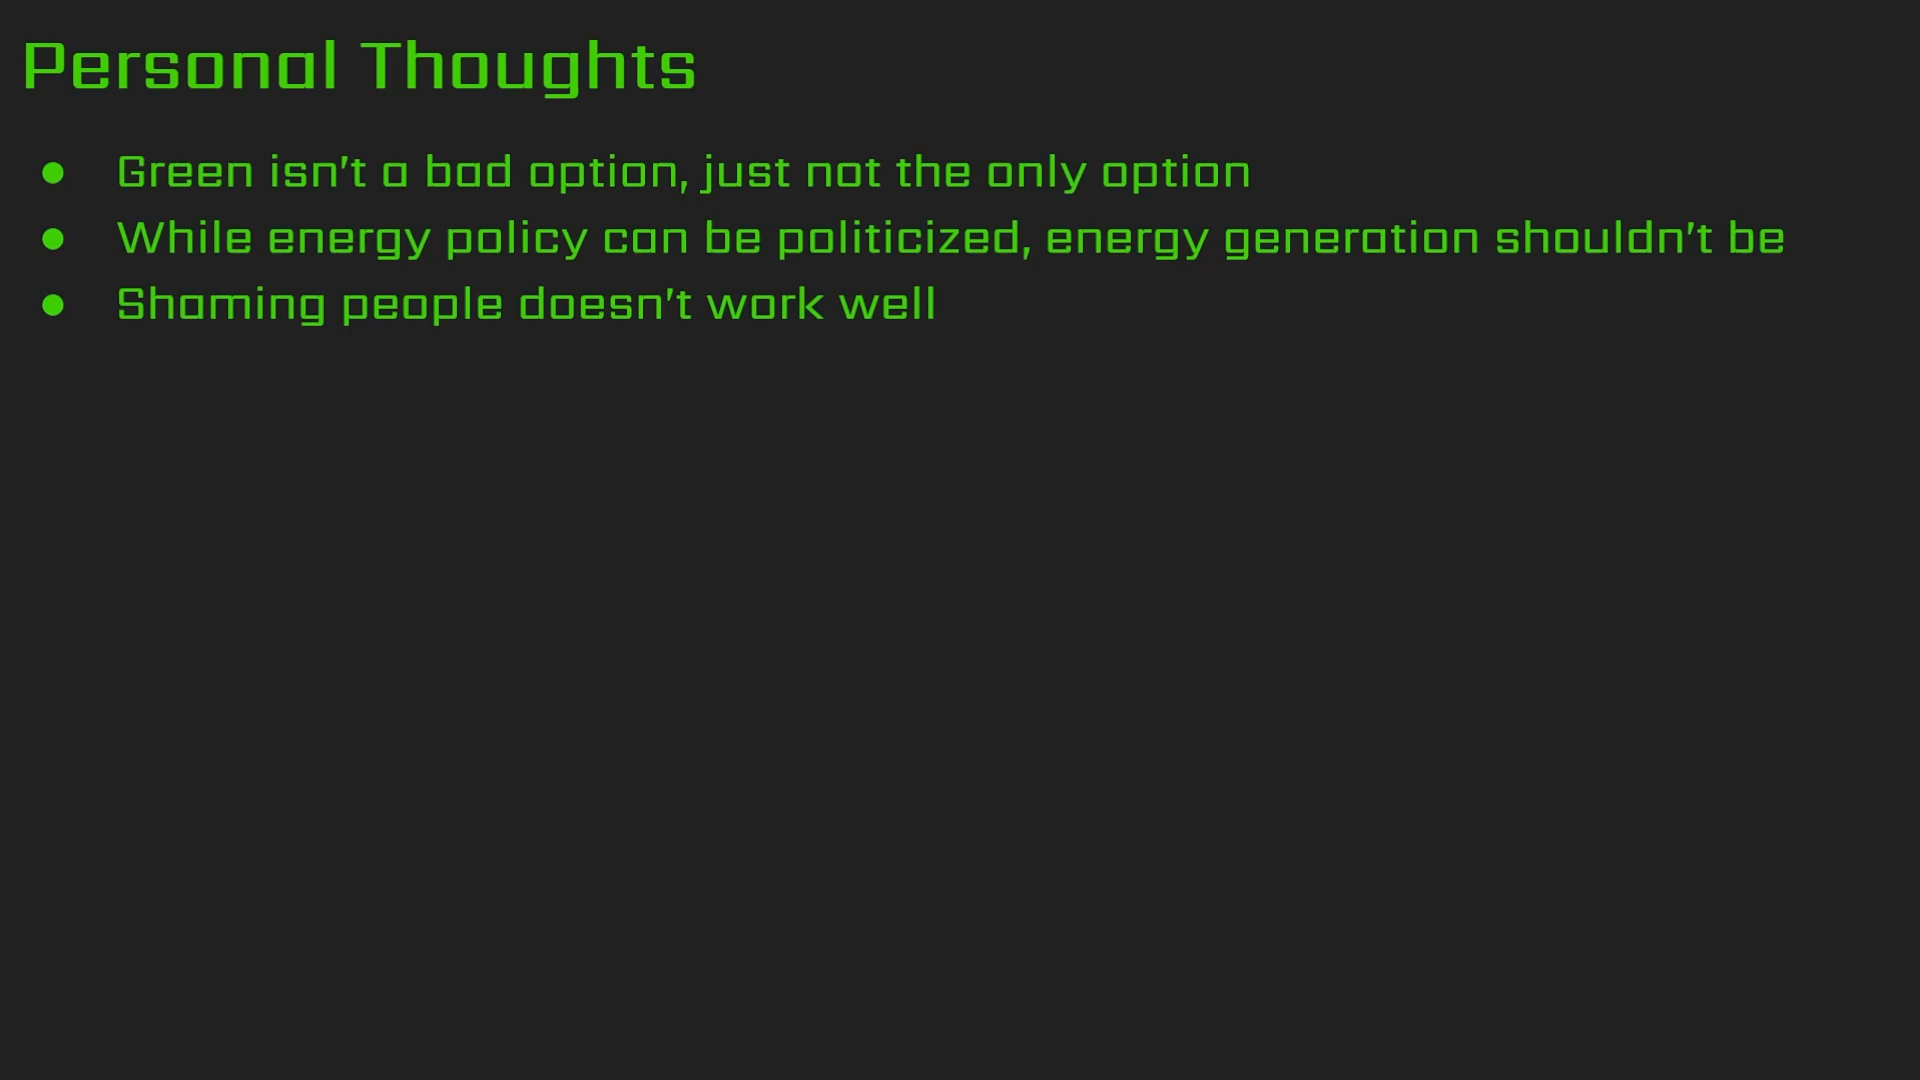 Personal Thoughts
● Green isn't a bad option, just not the only option
● While energy policy can be politicized, energy generation shouldn't be
● Shaming people doesn't work well